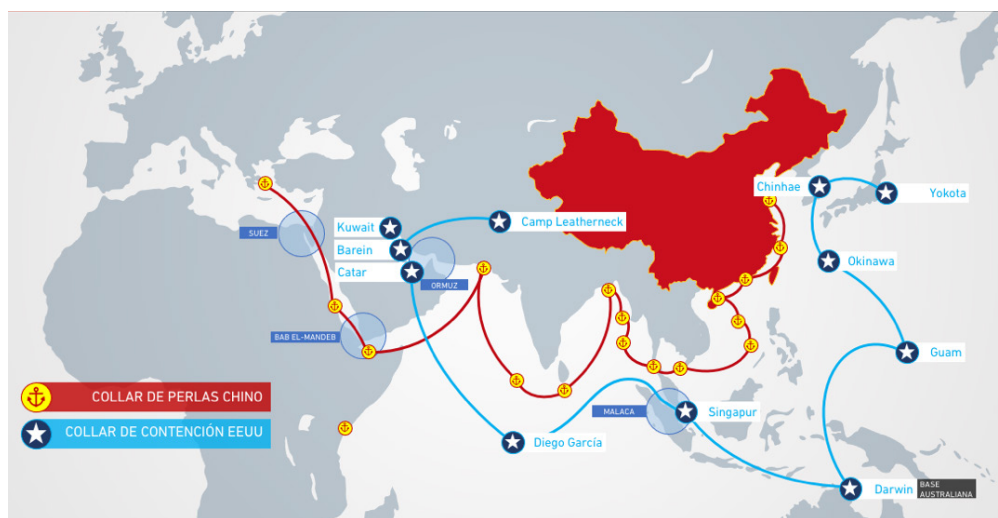 Chinhae
Yokota
Kuwait
Camp Leatherneck
SUEZ
Barein
Okinawa
Catar
ORMUZ
BAB EL-MANDEB
Guam
COLLAR DE PERLAS CHINO
MALACA
Singapur
COLLAR DE CONTENCIÓN EEUU
Diego García
Darwin
BASE
AUSTRALIANA